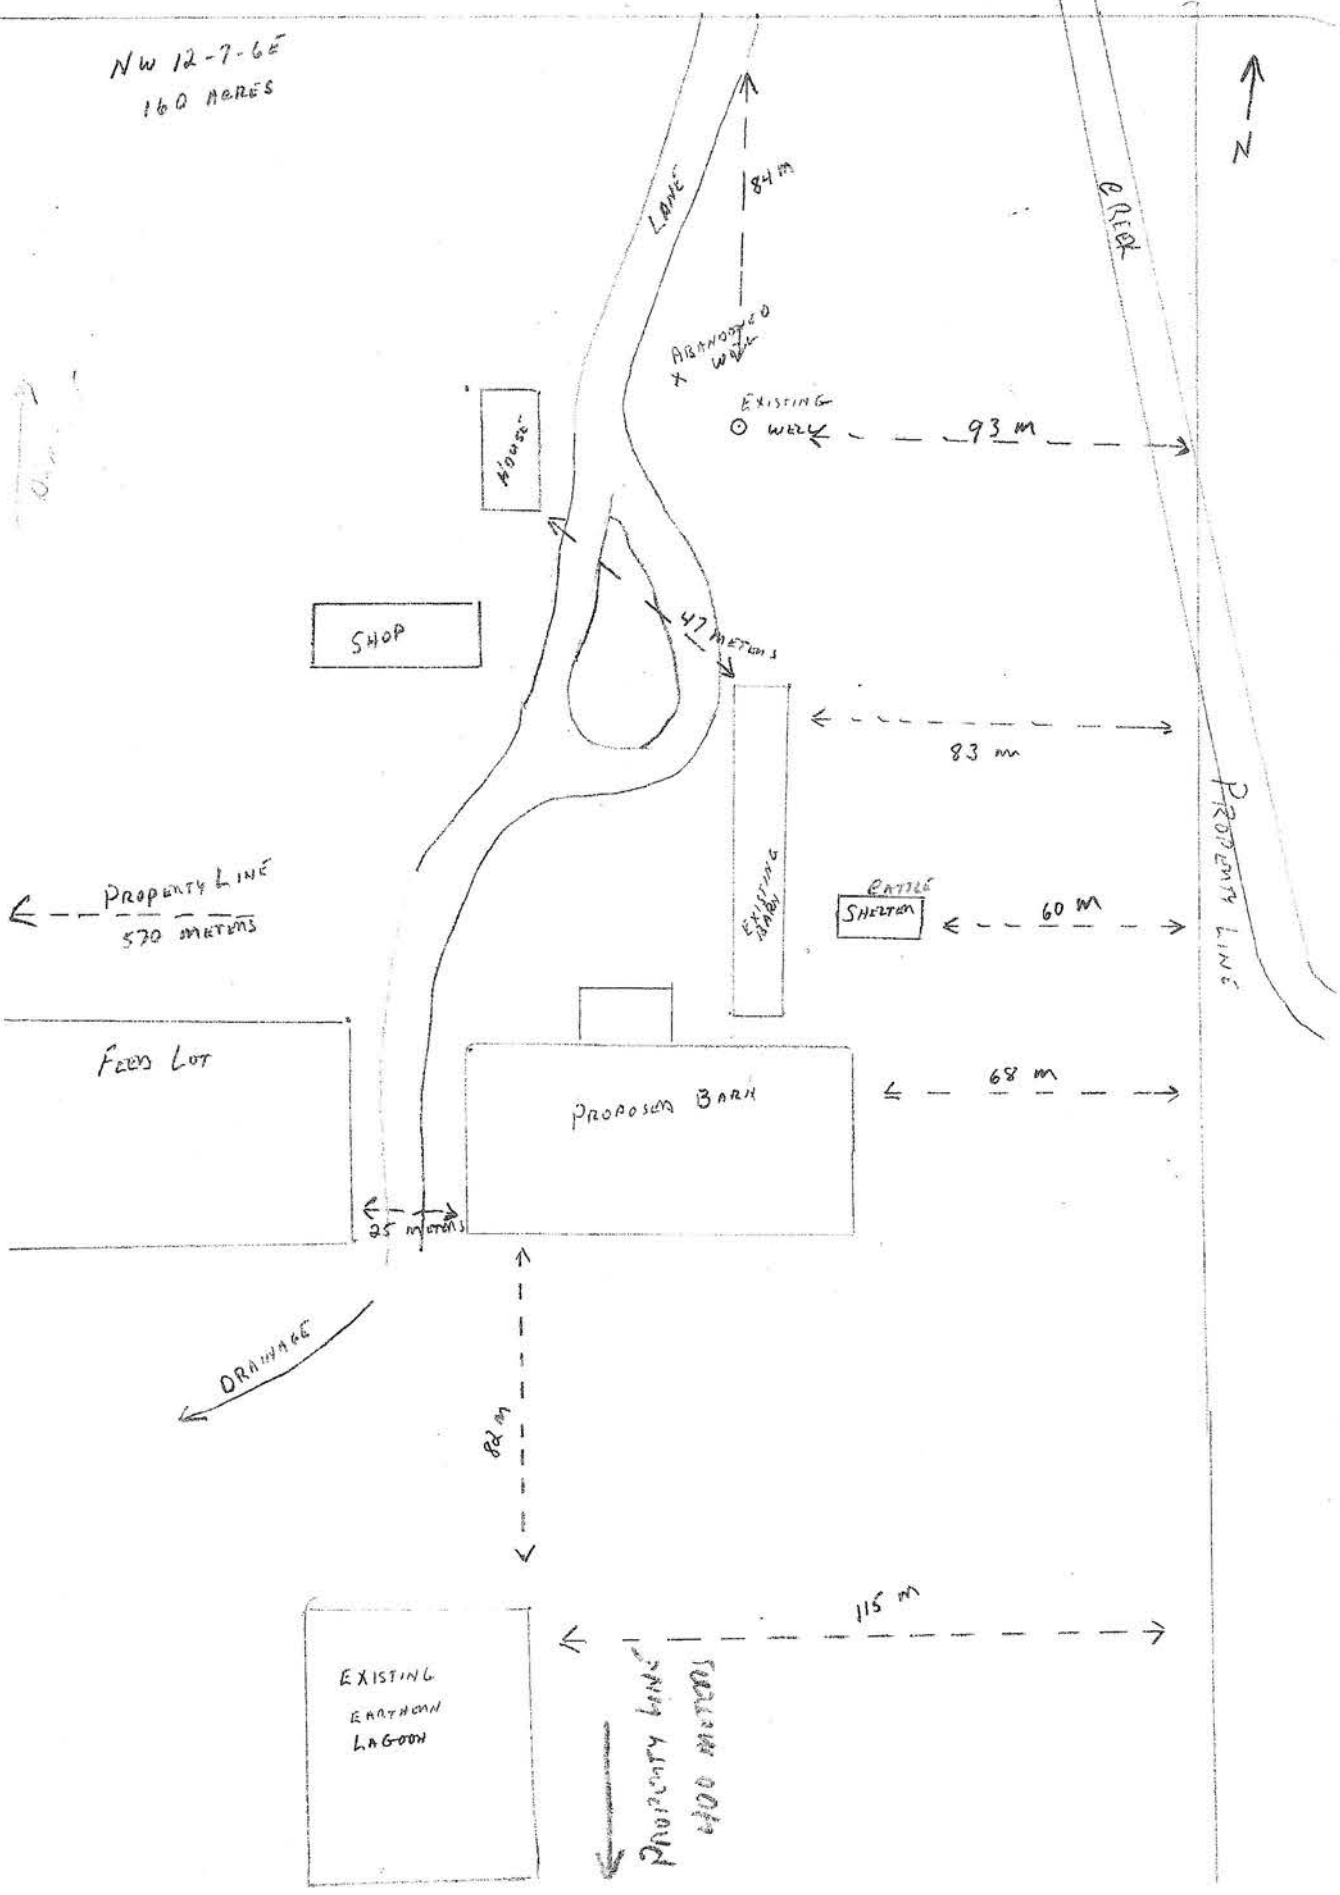 NW 12-7-6E
160 ACRES
N
LANE
84 M
CREEK
ABANDONED
WELL
X
EXISTING
WELL
93 m
HOUSE
SHOP
47 METERS
83 m
PROPERTY LINE
PROPERTY LINE
570 METERS
EXISTING
BARN
CATTLE
SHELTER
60 M
FEED LOT
PROPOSED BARN
68 m
25 METERS
DRAINAGE
82 m
115 m
EXISTING
EARTHERN
LAGOON
PROPERTY LINE